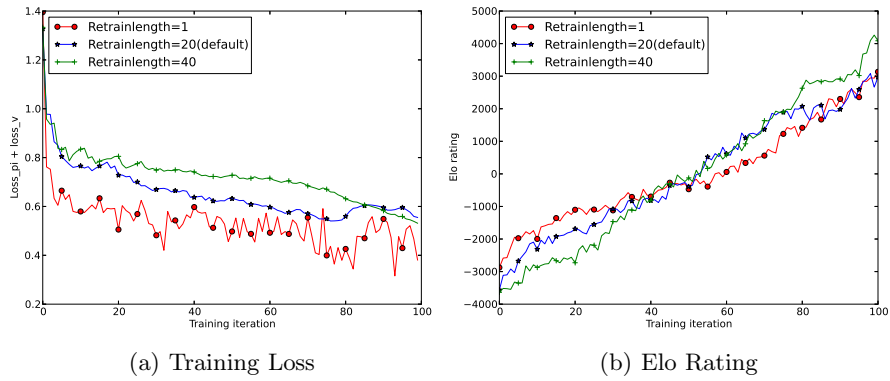 1.4
1.2
1.0
0.8
0.6
0.4
0.2
Loss_pi + loss_v
Retrainlength=1
Retrainlength=20(default)
Retrainlength=40
0
20
40
60
80
100
Training iteration
(a) Training Loss
5000
4000
3000
2000
1000
0
−1000
−2000
−3000
−4000
Elo rating
Retrainlength=1
Retrainlength=20(default)
Retrainlength=40
0
20
40
60
80
100
Training iteration
(b) Elo Rating